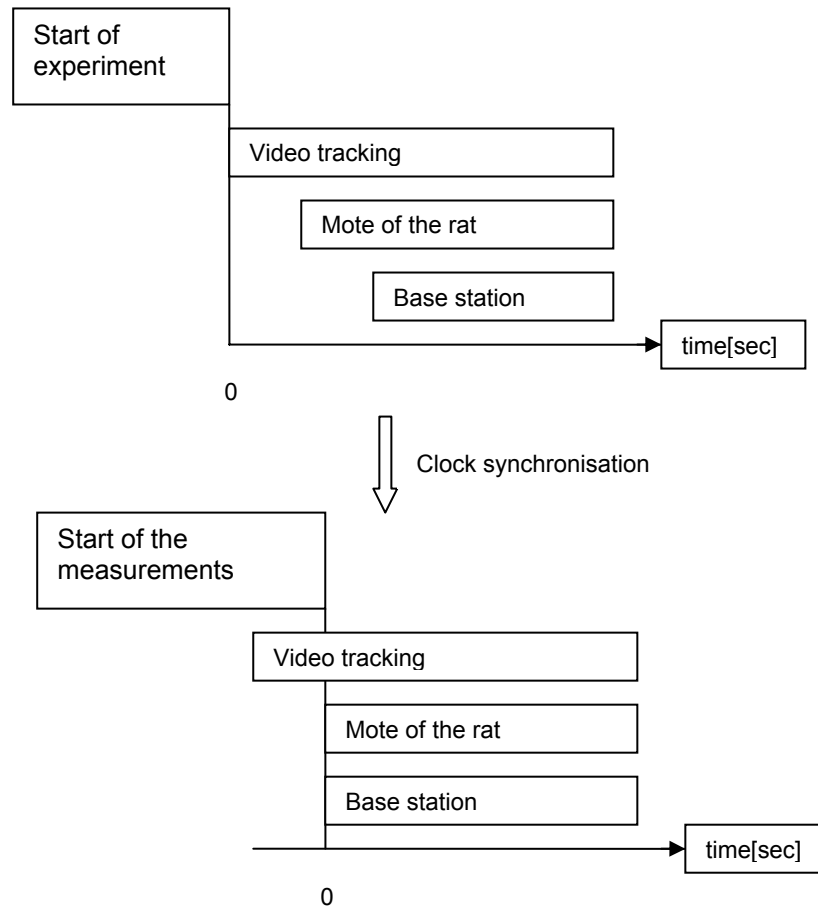 Start of
experiment
Video tracking
Mote of the rat
Base station
time[sec]
0
Clock synchronisation
Start of the
measurements
Video tracking
Mote of the rat
Base station
time[sec]
0